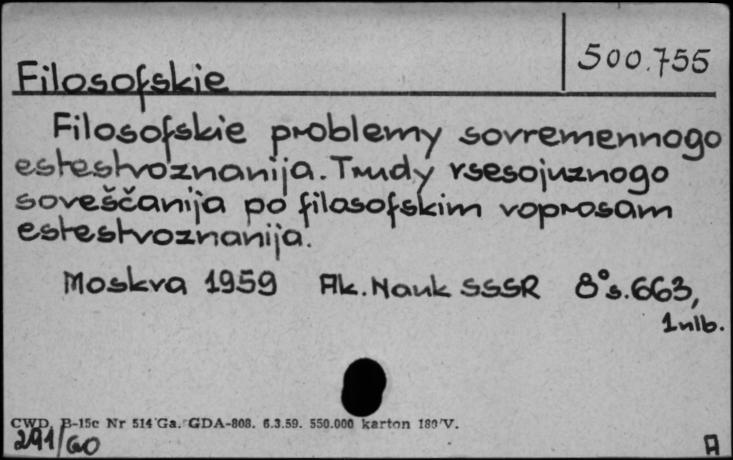 500.755
Filosofskie
Filosofskie problemy sovremennogo
estestvoznanija. Trudy vsesojuznogo
soveščanija po filosofskim voprosam
estestvoznanija.
Moskva 1959 Ak. Nauk SSSR 8° s. 663,
1 nlb.
CWD, B-15c Nr 514 Ga. GDA-808. 6.3.59. 550.000 karton 180 V.
291/60
A